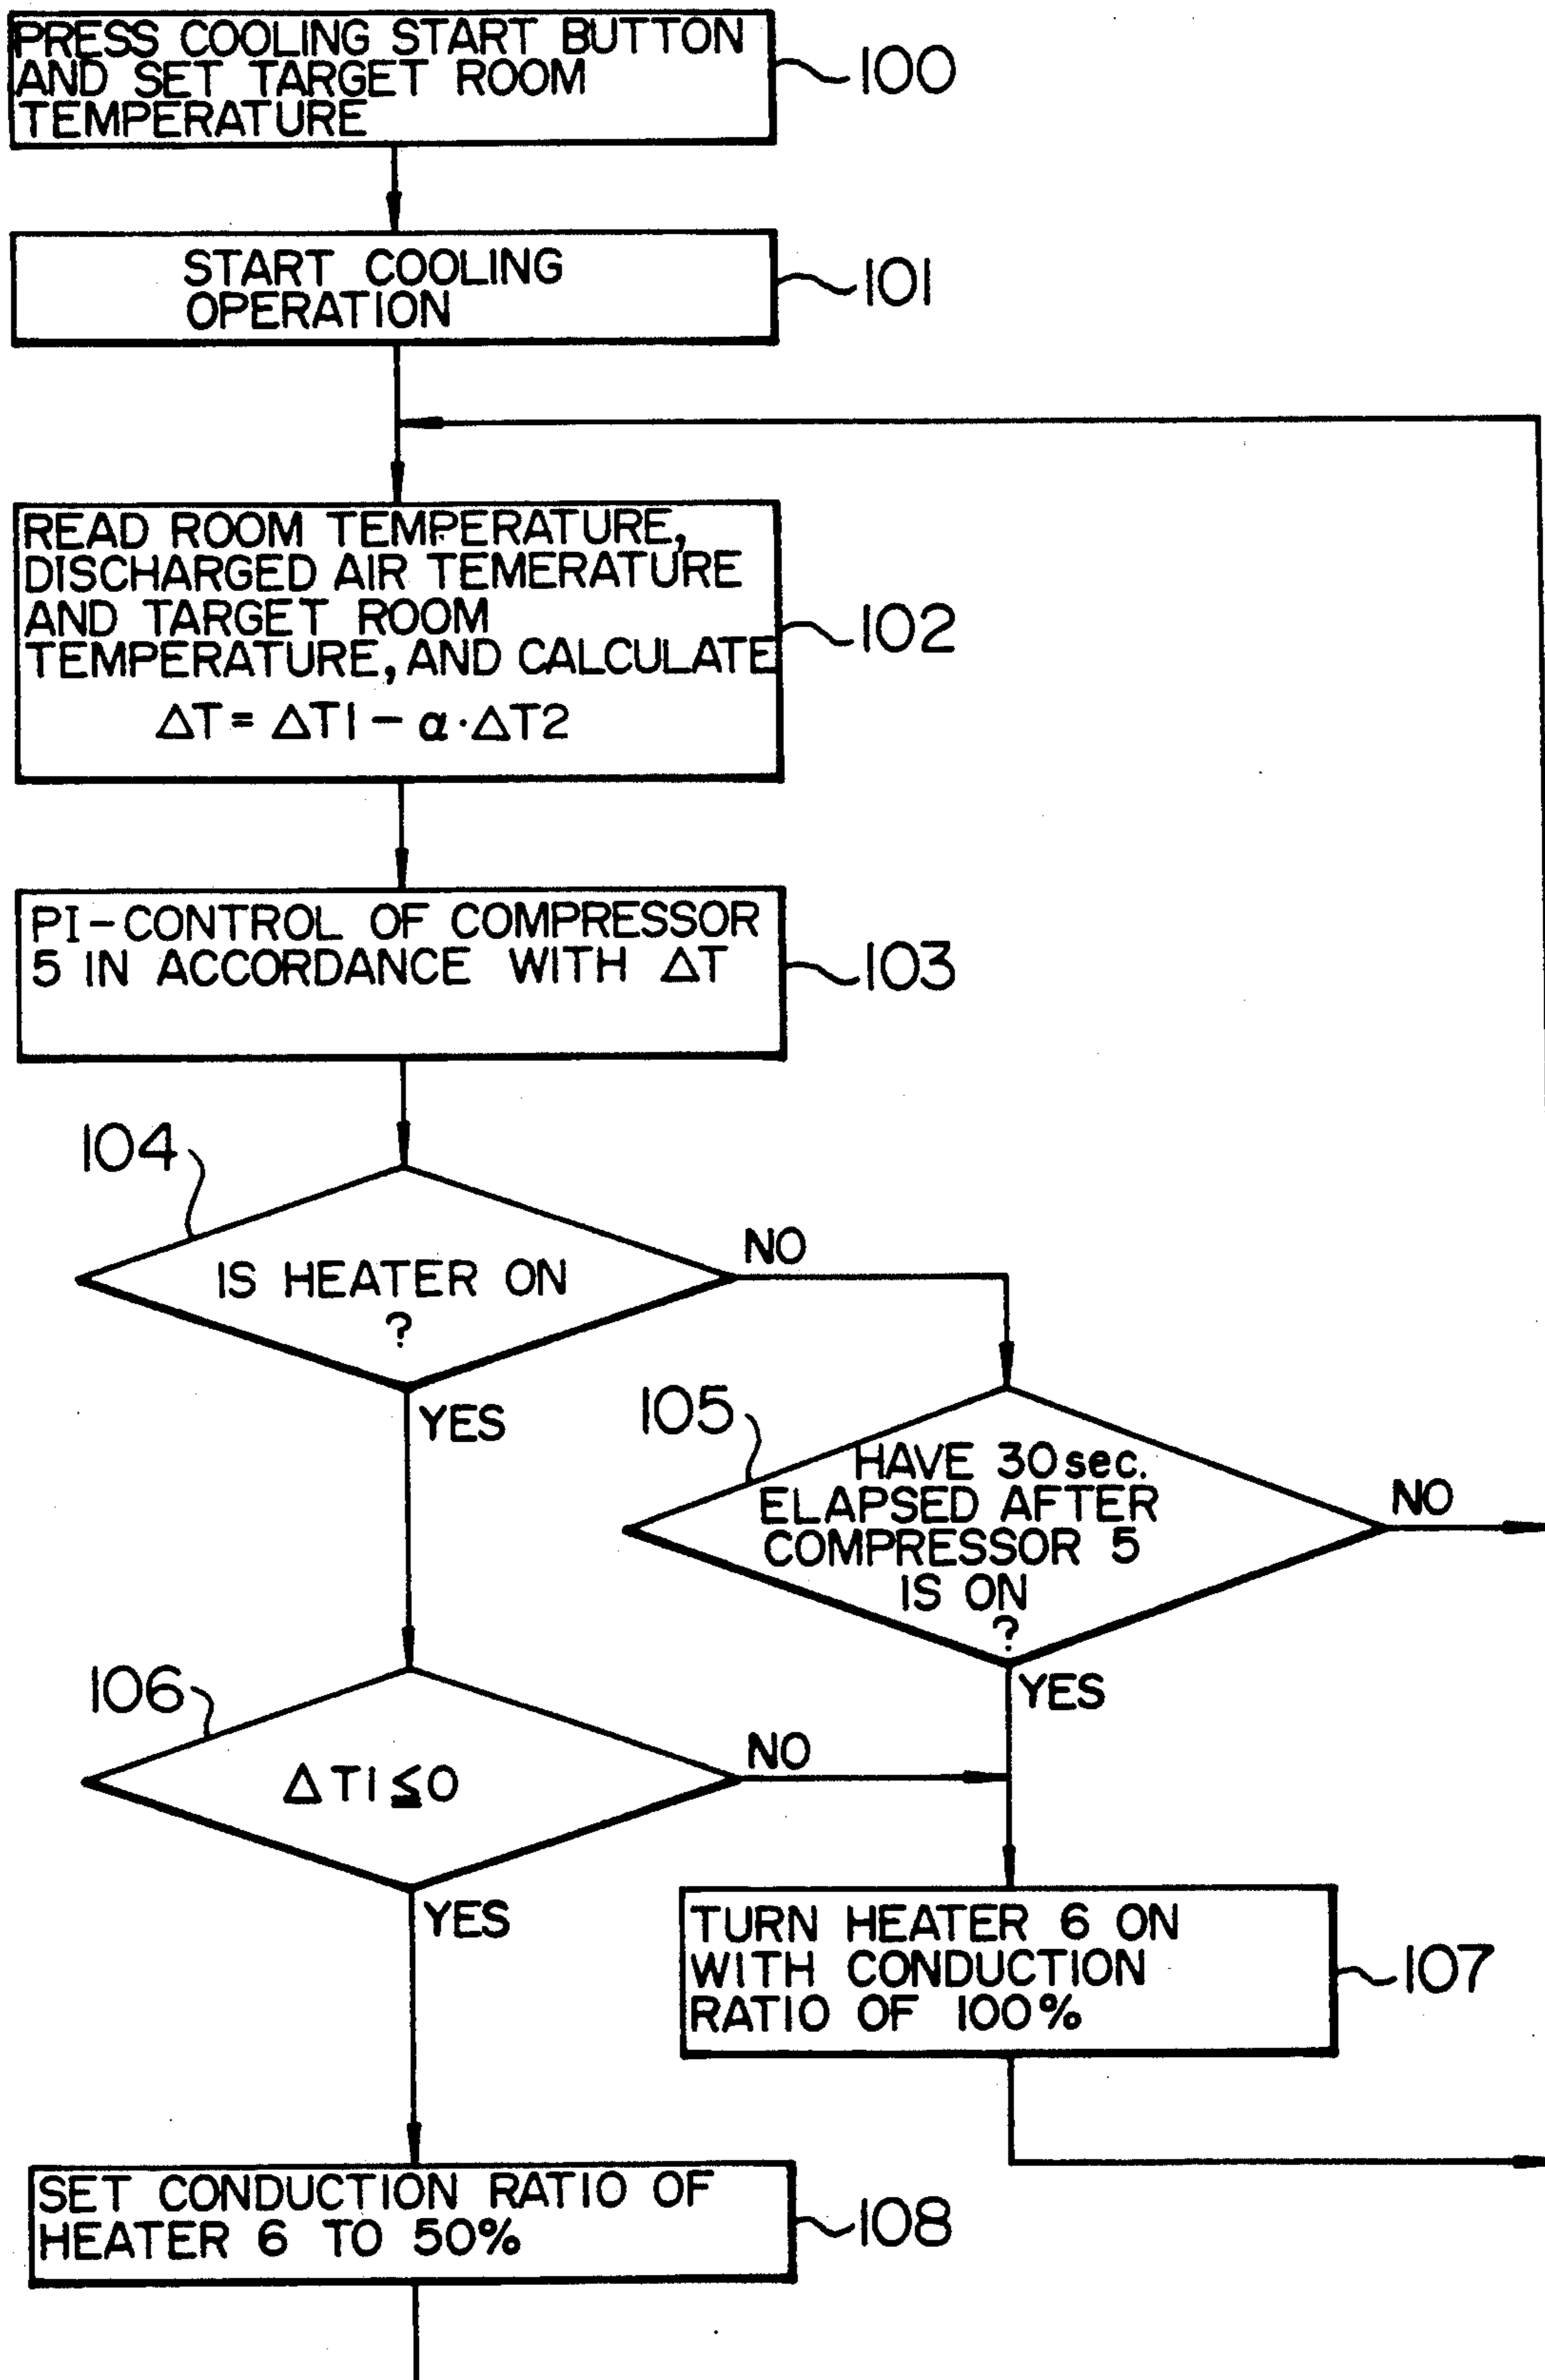 PRESS COOLING START BUTTON
AND SET TARGET ROOM
TEMPERATURE
100
START COOLING
OPERATION
101
READ ROOM TEMPERATURE,
DISCHARGED AIR TEMERATURE
AND TARGET ROOM
TEMPERATURE, AND CALCULATE
ΔT = ΔT1 - α·ΔT2
102
PI-CONTROL OF COMPRESSOR
5 IN ACCORDANCE WITH ΔT
103
104
IS HEATER ON
?
NO
YES
105
HAVE 30 sec.
ELAPSED AFTER
COMPRESSOR 5
IS ON
?
NO
YES
106
ΔT1 ≦ 0
NO
YES
TURN HEATER 6 ON
WITH CONDUCTION
RATIO OF 100%
107
SET CONDUCTION RATIO OF
HEATER 6 TO 50%
108